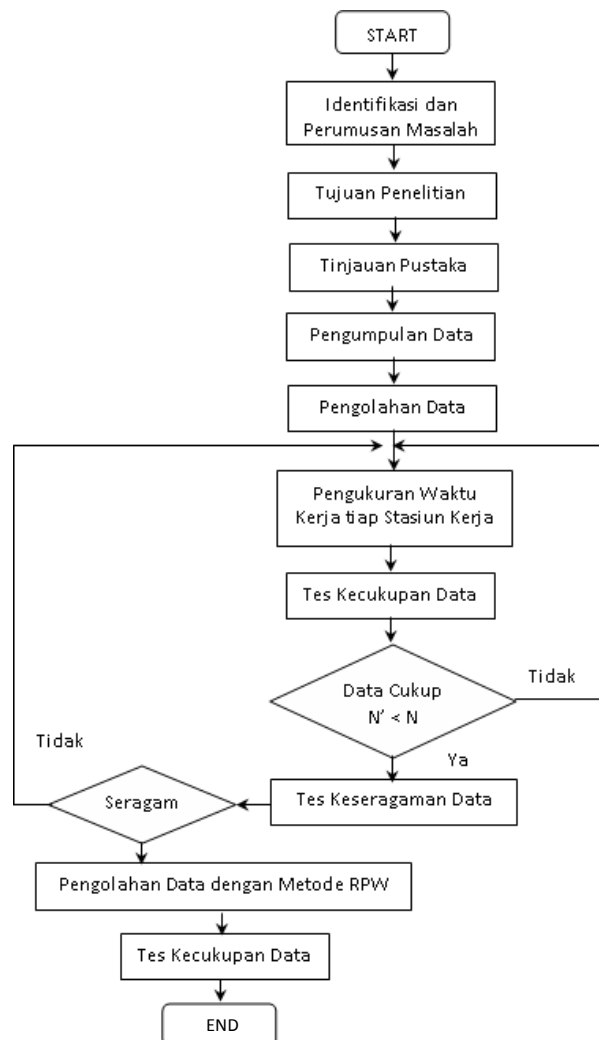 START
Identifikasi dan
Perumusan Masalah
Tujuan Penelitian
Tinjauan Pustaka
Pengumpulan Data
Pengolahan Data
Pengukuran Waktu
Kerja tiap Stasiun Kerja
Tes Kecukupan Data
Data Cukup
N' < N
Tidak
Ya
Tes Keseragaman Data
Seragam
Tidak
Pengolahan Data dengan Metode RPW
Tes Kecukupan Data
END